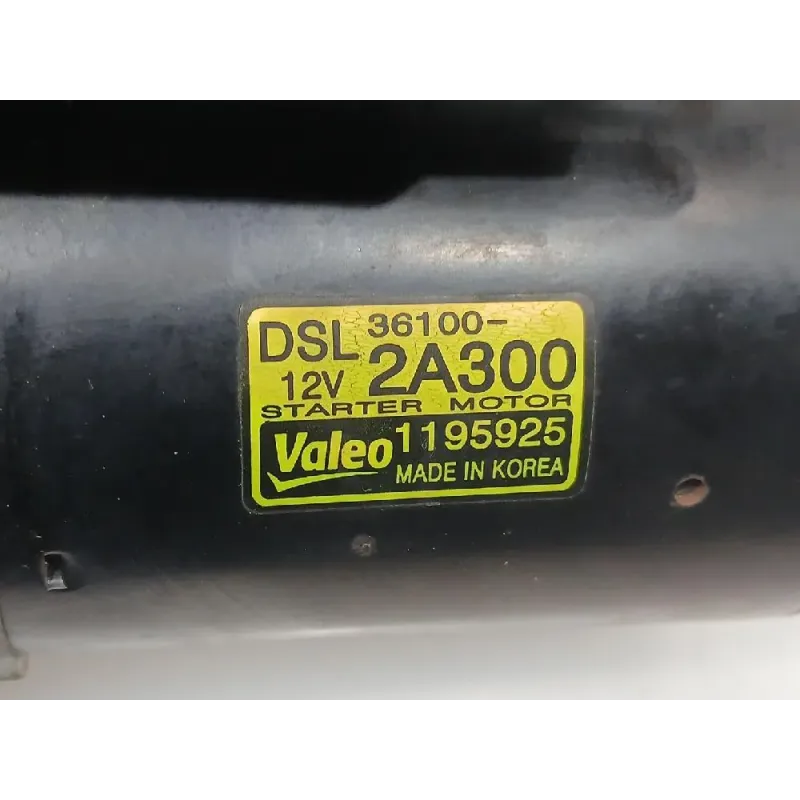 DSL 36100-
12V 2A300
STARTER MOTOR
Valeo 1195925
MADE IN KOREA